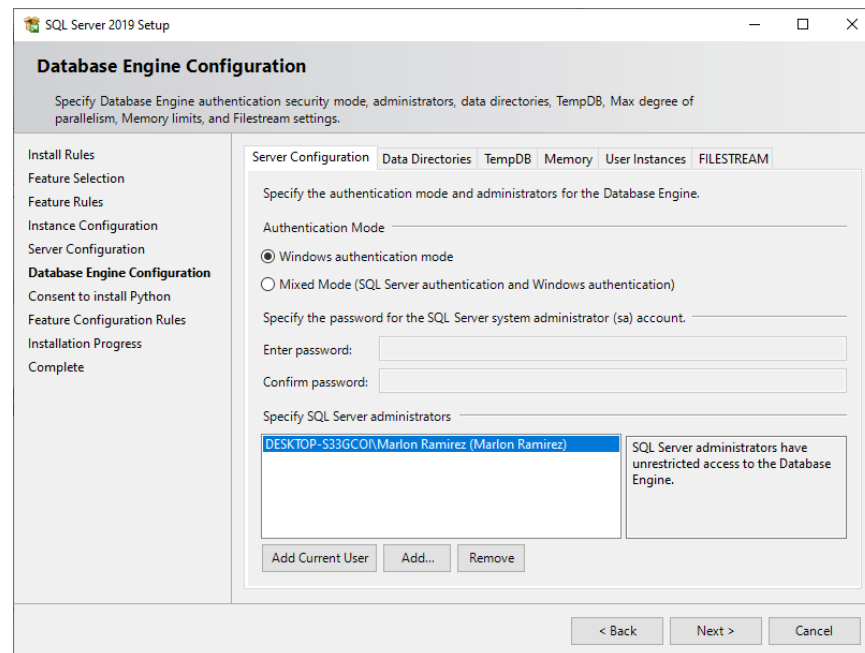 SQL Server 2019 Setup
Database Engine Configuration
Specify Database Engine authentication security mode, administrators, data directories, TempDB, Max degree of
parallelism, Memory limits, and Filestream settings.
Install Rules
Feature Selection
Feature Rules
Instance Configuration
Server Configuration
Database Engine Configuration
Consent to install Python
Feature Configuration Rules
Installation Progress
Complete
Server Configuration Data Directories TempDB Memory User Instances FILESTREAM
Specify the authentication mode and administrators for the Database Engine.
Authentication Mode
Windows authentication mode
Mixed Mode (SQL Server authentication and Windows authentication)
Specify the password for the SQL Server system administrator (sa) account.
Enter password:
Confirm password:
Specify SQL Server administrators
DESKTOP-S33GCOI\Marlon Ramirez (Marlon Ramirez)
SQL Server administrators have
unrestricted access to the Database
Engine.
Add Current User Add... Remove
< Back Next > Cancel